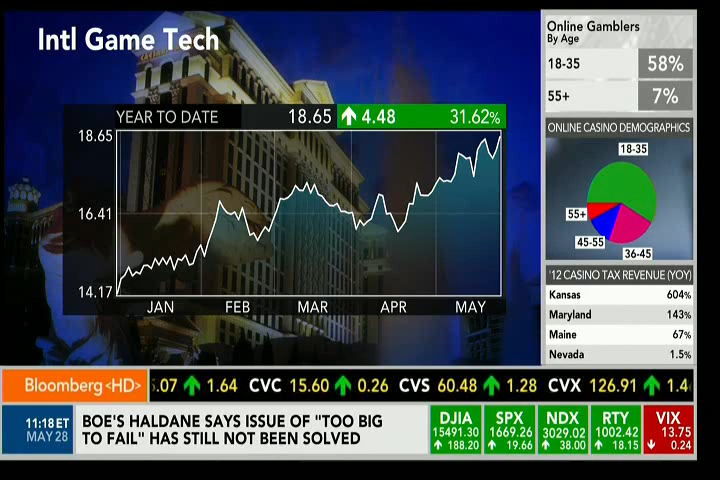 Intl Game Tech
YEAR TO DATE 18.65 4.48 31.62%
18.65
16.41
14.17
JAN FEB MAR APR MAY
Online Gamblers
By Age
18-35 58%
55+ 7%
ONLINE CASINO DEMOGRAPHICS
18-35
55+
45-55
36-45
'12 CASINO TAX REVENUE (YOY)
Kansas 604%
Maryland 143%
Maine 67%
Nevada 1.5%
Bloomberg <HD> .07 1.64 CVC 15.60 0.26 CVS 60.48 1.28 CVX 126.91 1.4
11:18 ET
MAY 28
BOE'S HALDANE SAYS ISSUE OF "TOO BIG
TO FAIL" HAS STILL NOT BEEN SOLVED
DJIA
15491.30
188.20
SPX
1669.26
19.66
NDX
3029.02
38.00
RTY
1002.42
18.15
VIX
13.75
0.24